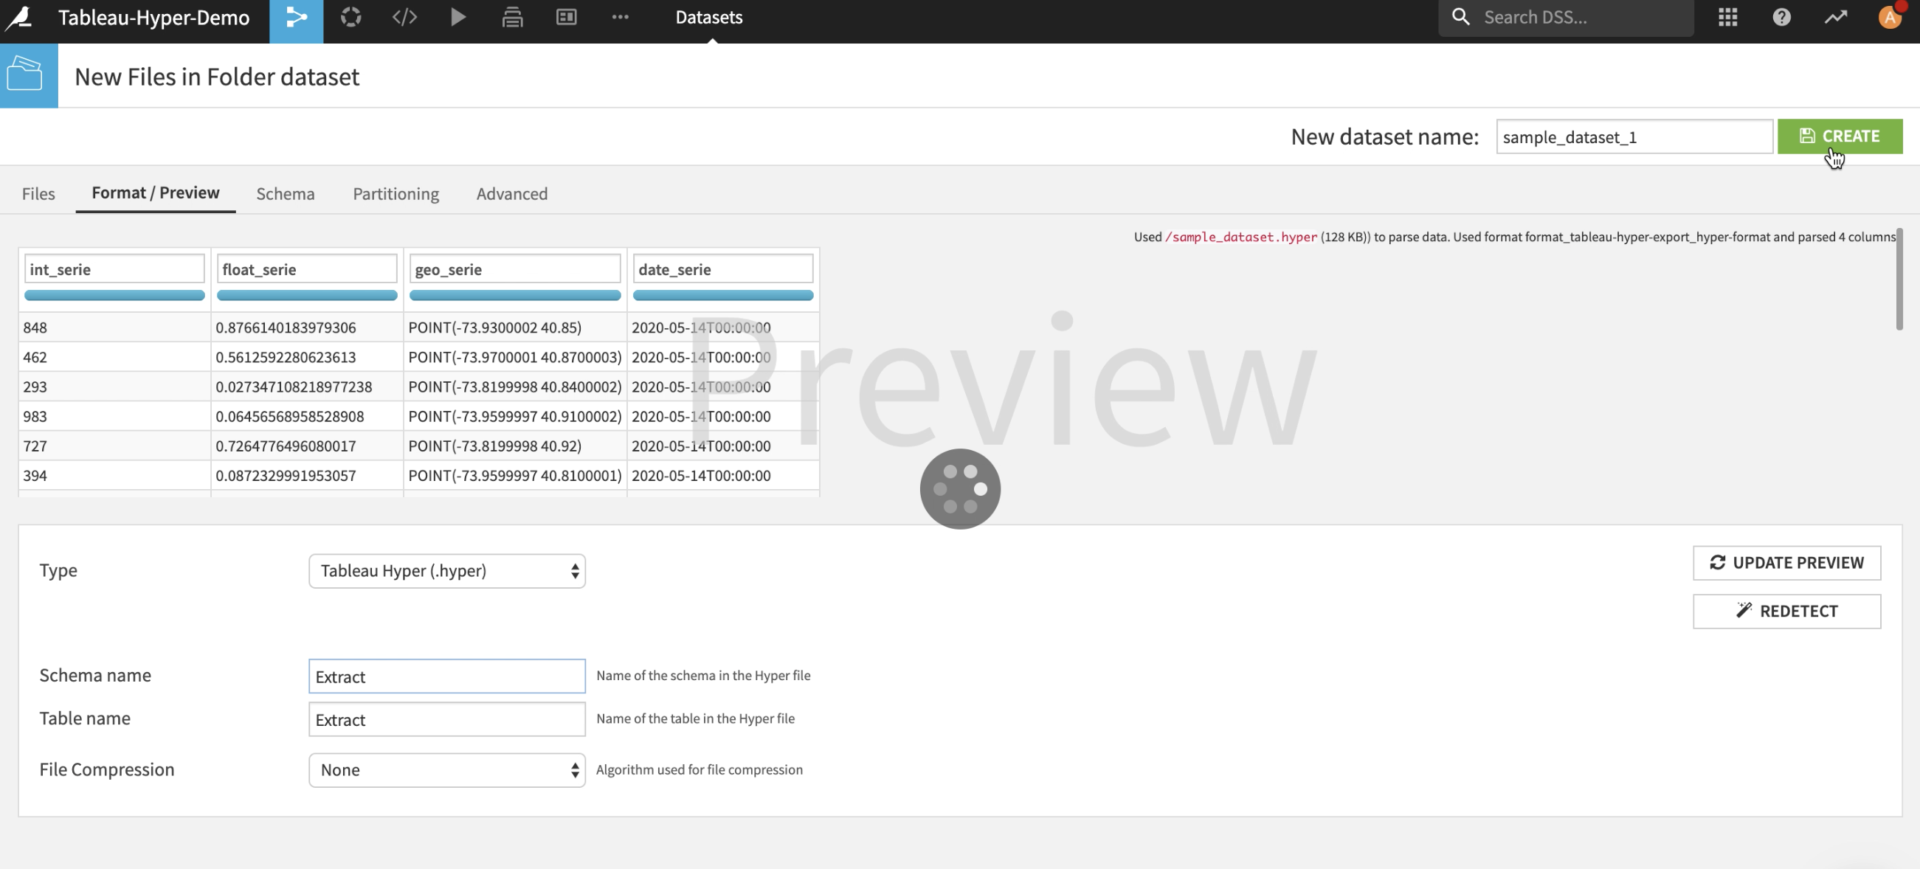 Tableau-Hyper-Demo
Datasets
Search DSS...
A
New Files in Folder dataset
New dataset name: sample_dataset_1 CREATE
Files Format / Preview Schema Partitioning Advanced
Used /sample_dataset.hyper (128 KB)) to parse data. Used format format_tableau-hyper-export_hyper-format and parsed 4 columns
int_serie float_serie geo_serie date_serie
848 0.8766140183979306 POINT(-73.9300002 40.85) 2020-05-14T00:00:00
462 0.5612592280623613 POINT(-73.9700001 40.8700003) 2020-05-14T00:00:00
293 0.027347108218977238 POINT(-73.8199998 40.8400002) 2020-05-14T00:00:00
983 0.06456568958528908 POINT(-73.9599997 40.9100002) 2020-05-14T00:00:00
727 0.7264776496080017 POINT(-73.8199998 40.92) 2020-05-14T00:00:00
394 0.0872329991953057 POINT(-73.9599997 40.8100001) 2020-05-14T00:00:00
Preview
Type Tableau Hyper (.hyper)
UPDATE PREVIEW
REDETECT
Schema name Extract Name of the schema in the Hyper file
Table name Extract Name of the table in the Hyper file
File Compression None Algorithm used for file compression